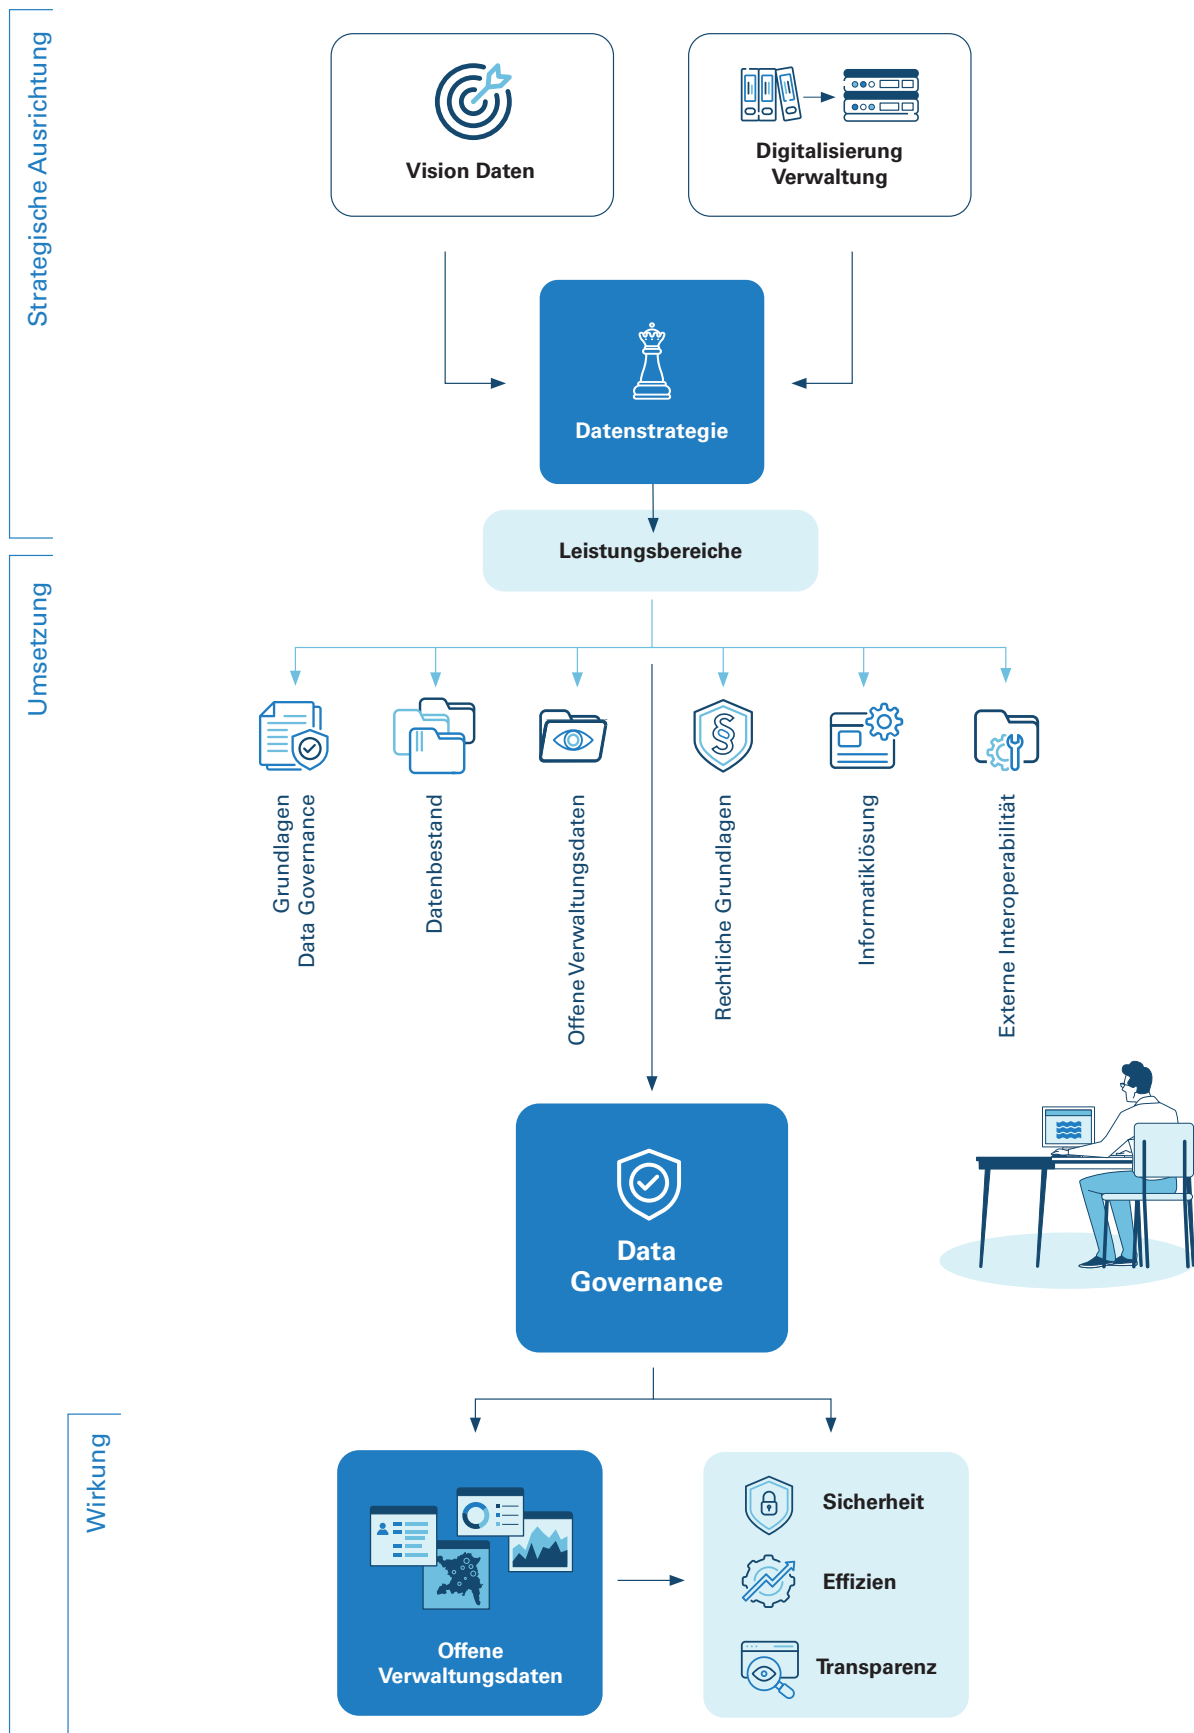 Strategische Ausrichtung
Vision Daten
Digitalisierung
Verwaltung
Datenstrategie
Leistungsbereiche
Umsetzung
Grundlagen
Data Governance
Datenbestand
Offene Verwaltungsdaten
Rechtliche Grundlagen
Informatiklösung
Externe Interoperabilität
Data
Governance
Wirkung
Offene
Verwaltungsdaten
Sicherheit
Effizien
Transparenz